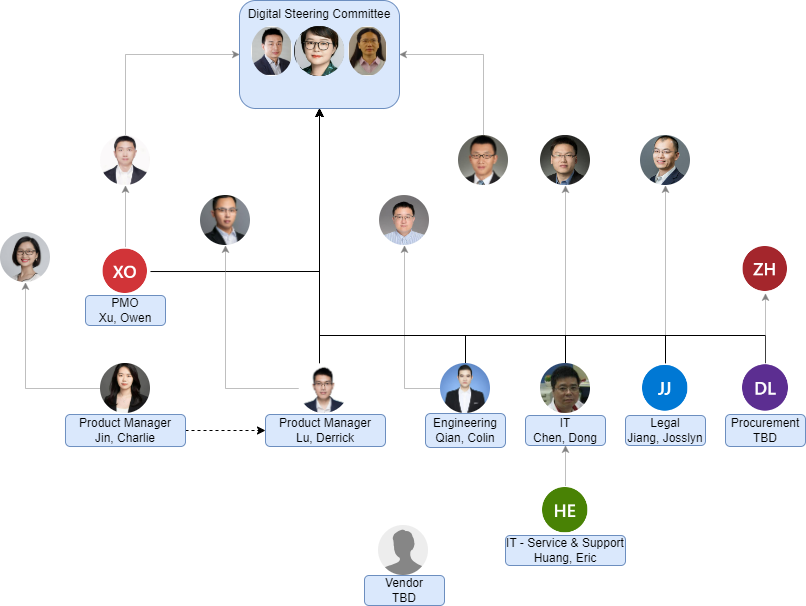 Digital Steering Committee
ZH
XO
PMO
Xu, Owen
JJ
DL
Product Manager
Jin, Charlie
Product Manager
Lu, Derrick
Engineering
Qian, Colin
IT
Chen, Dong
Legal
Jiang, Josslyn
Procurement
TBD
HE
IT - Service & Support
Huang, Eric
Vendor
TBD